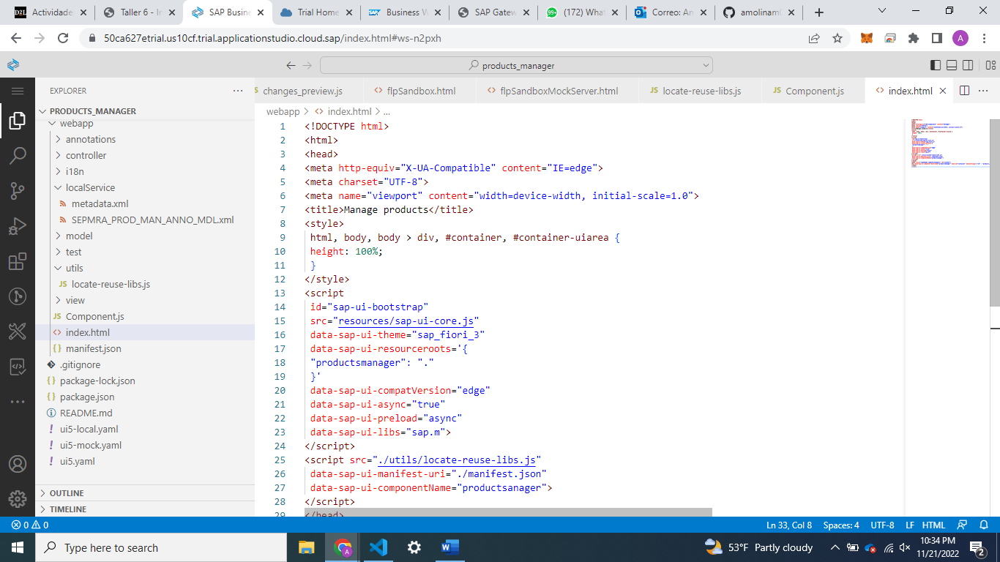 Actividade
Taller 6 - In
SAP Busine
Trial Home
Business W
SAP Gatew
99+
(172) What
Correo: An
amolinam0
50ca627etrial.us10cf.trial.applicationstudio.cloud.sap/index.html#ws-n2pxh
A
products_manager
EXPLORER
changes_preview.js
flpSandbox.html
flpSandboxMockServer.html
locate-reuse-libs.js
Component.js
index.html
PRODUCTS_MANAGER
webapp > index.html > ...
webapp
annotations
controller
i18n
localService
metadata.xml
SEPMRA_PROD_MAN_ANNO_MDL.xml
model
test
utils
locate-reuse-libs.js
view
Component.js
index.html
manifest.json
.gitignore
package-lock.json
package.json
README.md
ui5-local.yaml
ui5-mock.yaml
ui5.yaml
OUTLINE
TIMELINE
1 <!DOCTYPE html>
2 <html>
3 <head>
4 <meta http-equiv="X-UA-Compatible" content="IE=edge">
5 <meta charset="UTF-8">
6 <meta name="viewport" content="width=device-width, initial-scale=1.0">
7 <title>Manage products</title>
8 <style>
9 html, body, body > div, #container, #container-uiarea {
10 height: 100%;
11 }
12 </style>
13 <script
14 id="sap-ui-bootstrap"
15 src="resources/sap-ui-core.js"
16 data-sap-ui-theme="sap_fiori_3"
17 data-sap-ui-resourceroots='{
18 "productsmanager": "."
19 }'
20 data-sap-ui-compatVersion="edge"
21 data-sap-ui-async="true"
22 data-sap-ui-preload="async"
23 data-sap-ui-libs="sap.m">
24 </script>
25 <script src="./utils/locate-reuse-libs.js"
26 data-sap-ui-manifest-uri="./manifest.json"
27 data-sap-ui-componentName="productsanager">
28 </script>
29 </head>
0 0
Ln 33, Col 8
Spaces: 4
UTF-8
LF
HTML
Type here to search
53°F Partly cloudy
10:34 PM
11/21/2022
2